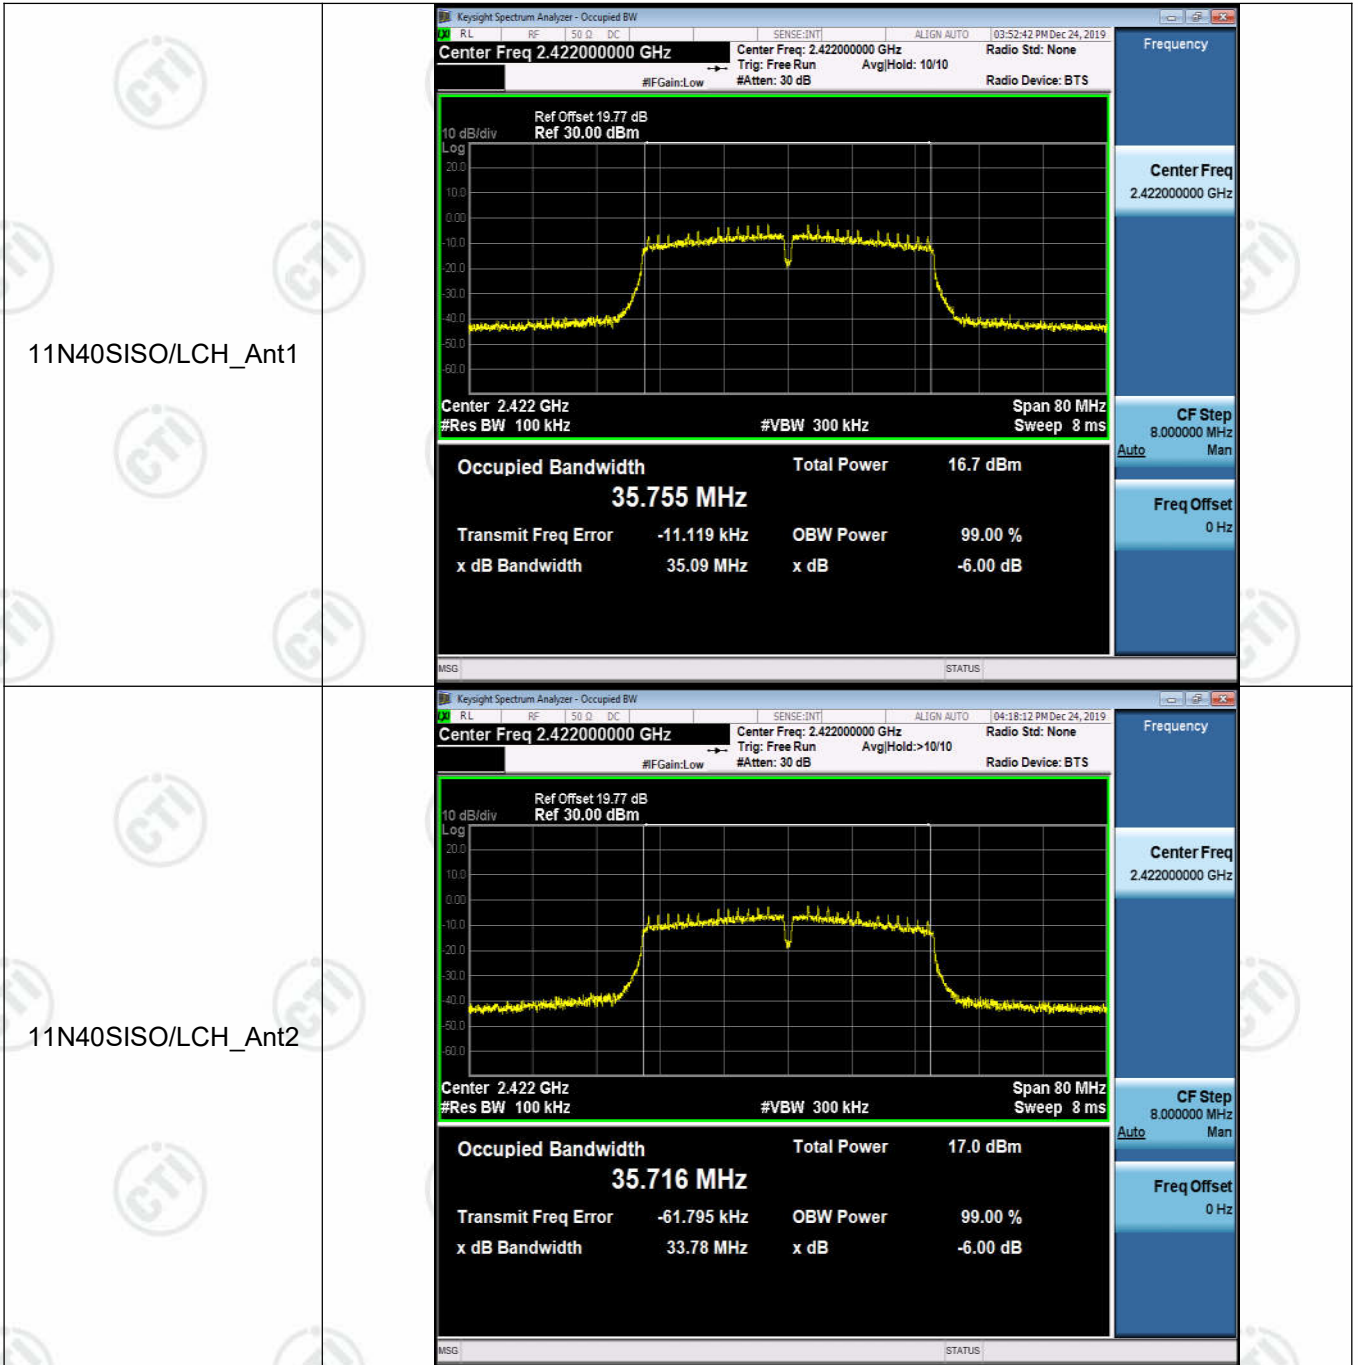 11N40SISO/LCH_Ant1
Keysight Spectrum Analyzer - Occupied BW
RL RF 50 Ω DC SENSE:INT ALIGN AUTO 03:52:42 PM Dec 24, 2019
Center Freq 2.422000000 GHz
Center Freq: 2.422000000 GHz Radio Std: None
Trig: Free Run Avg|Hold: 10/10
#IFGain:Low #Atten: 30 dB Radio Device: BTS
Ref Offset 19.77 dB
10 dB/div Ref 30.00 dBm
Log
20.0
10.0
0.00
-10.0
-20.0
-30.0
-40.0
-50.0
-60.0
Center 2.422 GHz Span 80 MHz
#Res BW 100 kHz #VBW 300 kHz Sweep 8 ms
Occupied Bandwidth Total Power 16.7 dBm
35.755 MHz
Transmit Freq Error -11.119 kHz OBW Power 99.00 %
x dB Bandwidth 35.09 MHz x dB -6.00 dB
MSG STATUS
Frequency
Center Freq
2.422000000 GHz
CF Step
8.000000 MHz
Auto Man
Freq Offset
0 Hz
11N40SISO/LCH_Ant2
Keysight Spectrum Analyzer - Occupied BW
RL RF 50 Ω DC SENSE:INT ALIGN AUTO 04:18:12 PM Dec 24, 2019
Center Freq 2.422000000 GHz
Center Freq: 2.422000000 GHz Radio Std: None
Trig: Free Run Avg|Hold:>10/10
#IFGain:Low #Atten: 30 dB Radio Device: BTS
Ref Offset 19.77 dB
10 dB/div Ref 30.00 dBm
Log
20.0
10.0
0.00
-10.0
-20.0
-30.0
-40.0
-50.0
-60.0
Center 2.422 GHz Span 80 MHz
#Res BW 100 kHz #VBW 300 kHz Sweep 8 ms
Occupied Bandwidth Total Power 17.0 dBm
35.716 MHz
Transmit Freq Error -61.795 kHz OBW Power 99.00 %
x dB Bandwidth 33.78 MHz x dB -6.00 dB
MSG STATUS
Frequency
Center Freq
2.422000000 GHz
CF Step
8.000000 MHz
Auto Man
Freq Offset
0 Hz
CTI